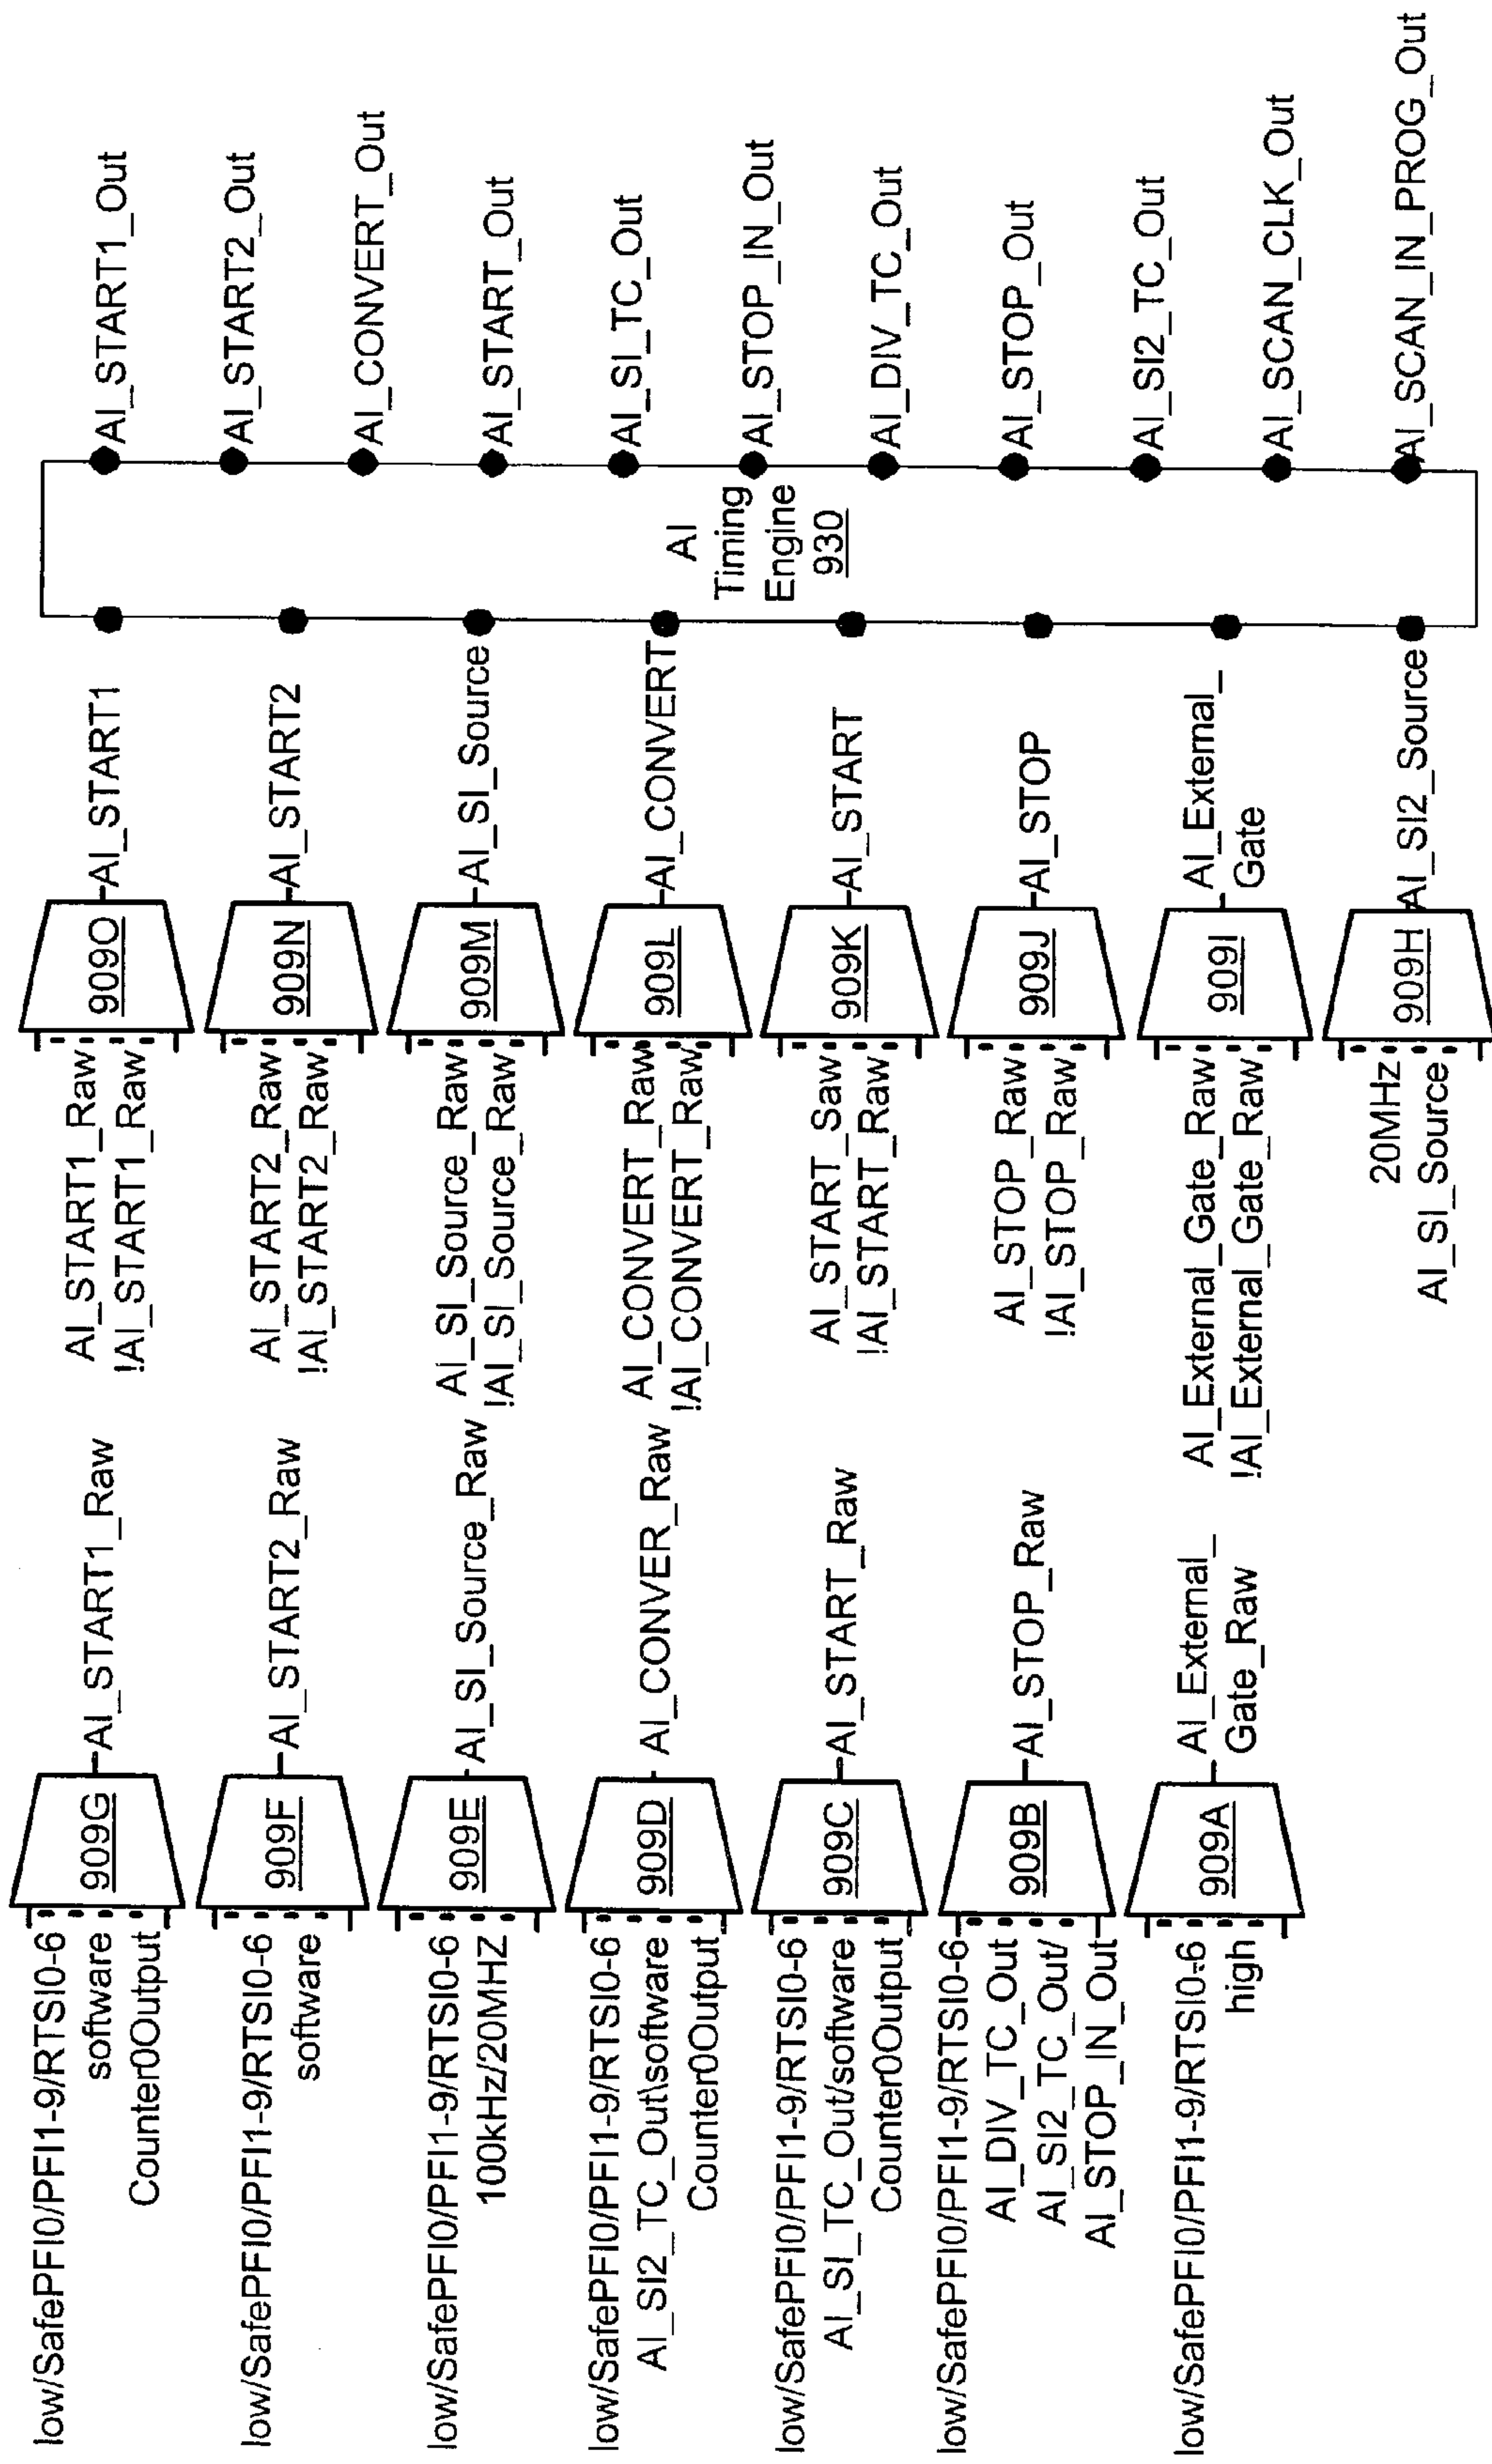 low/SafePFI0/PFI1-9/RTSI0-6
software
Counter0Output
909G
AI_START1_Raw
AI_START1_Raw
!AI_START1_Raw
909O
AI_START1
low/SafePFI0/PFI1-9/RTSI0-6
software
909F
AI_START2_Raw
AI_START2_Raw
!AI_START2_Raw
909N
AI_START2
low/SafePFI0/PFI1-9/RTSI0-6
100kHz/20MHZ
909E
AI_SI_Source_Raw
AI_SI_Source_Raw
!AI_SI_Source_Raw
909M
AI_SI_Source
low/SafePFI0/PFI1-9/RTSI0-6
AI_SI2_TC_Out\software
Counter0Output
909D
AI_CONVER_Raw
AI_CONVERT_Raw
!AI_CONVERT_Raw
909L
AI_CONVERT
low/SafePFI0/PFI1-9/RTSI0-6
AI_SI_TC_Out/software
Counter0Output
909C
AI_START_Raw
AI_START_Saw
!AI_START_Raw
909K
AI_START
low/SafePFI0/PFI1-9/RTSI0-6
AI_DIV_TC_Out
AI_SI2_TC_Out/
AI_STOP_IN_Out
909B
AI_STOP_Raw
AI_STOP_Raw
!AI_STOP_Raw
909J
AI_STOP
low/SafePFI0/PFI1-9/RTSI0-6
high
909A
AI_External_
Gate_Raw
AI_External_Gate_Raw
!AI_External_Gate_Raw
909I
AI_External_
Gate
20MHz
AI_SI_Source
909H
AI_SI2_Source
AI
Timing
Engine
930
AI_START1_Out
AI_START2_Out
AI_CONVERT_Out
AI_START_Out
AI_SI_TC_Out
AI_STOP_IN_Out
AI_DIV_TC_Out
AI_STOP_Out
AI_SI2_TC_Out
AI_SCAN_CLK_Out
AI_SCAN_IN_PROG_Out